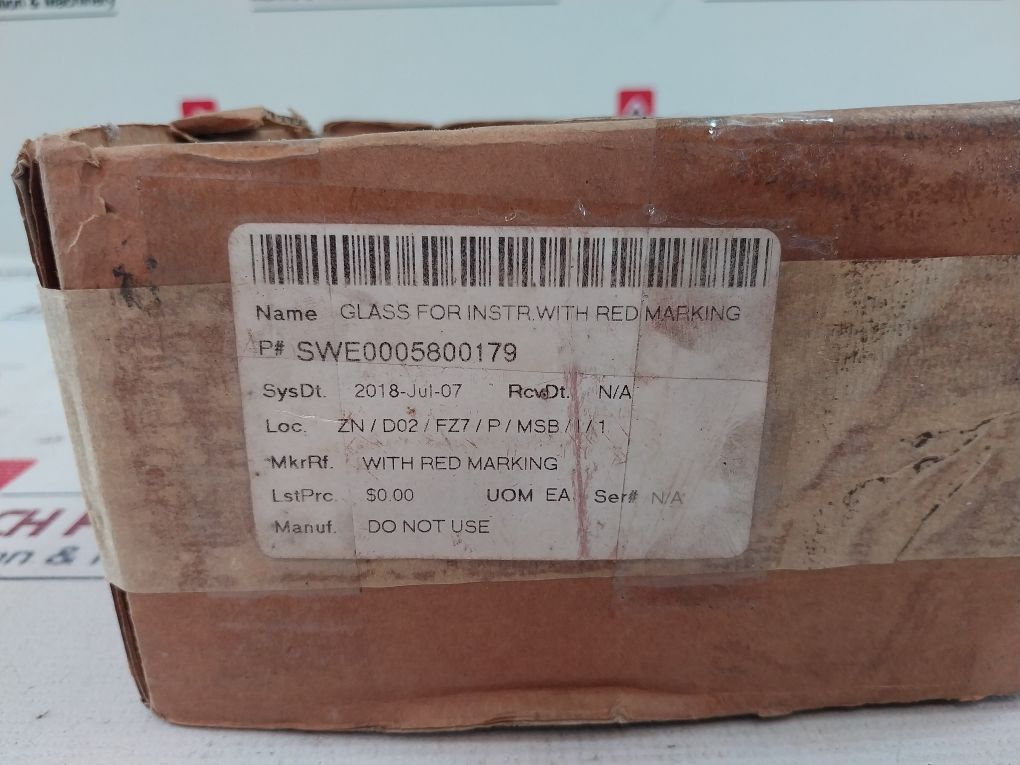 Name GLASS FOR INSTR.WITH RED MARKING
P# SWE0005800179
SysDt. 2018-Jul-07 RcvDt. N/A
Loc. ZN / D02 / FZ7 / P / MSB / I / 1
MkrRf. WITH RED MARKING
LstPrc $0.00 UOM EA Ser# N/A
Manuf. DO NOT USE